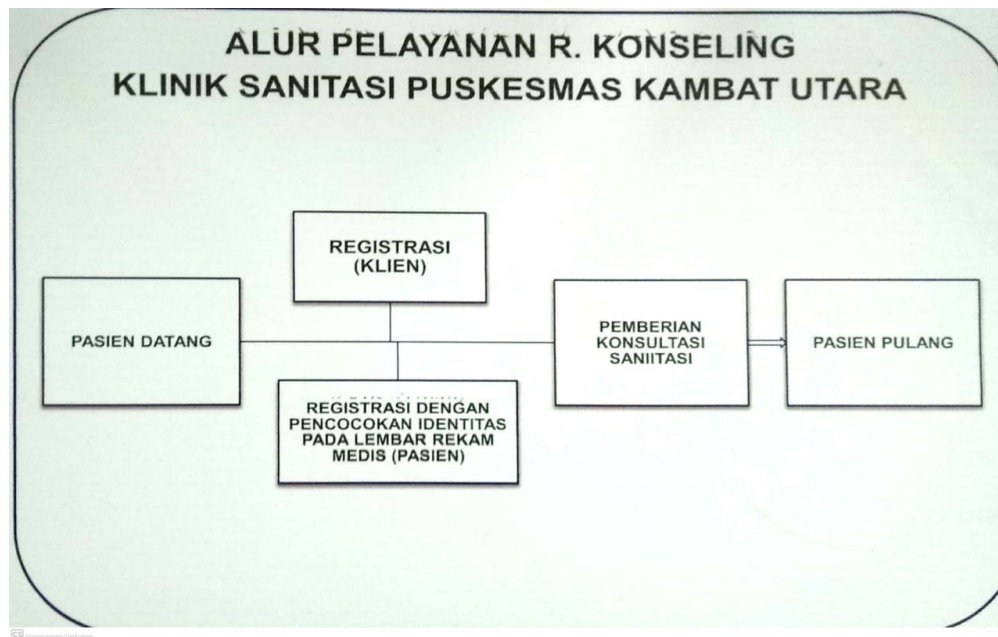 ALUR PELAYANAN R. KONSELING
KLINIK SANITASI PUSKESMAS KAMBAT UTARA
REGISTRASI
(KLIEN)
PASIEN DATANG
PEMBERIAN
KONSULTASI
SANIITASI
PASIEN PULANG
REGISTRASI DENGAN
PENCOCOKAN IDENTITAS
PADA LEMBAR REKAM
MEDIS (PASIEN)
CS